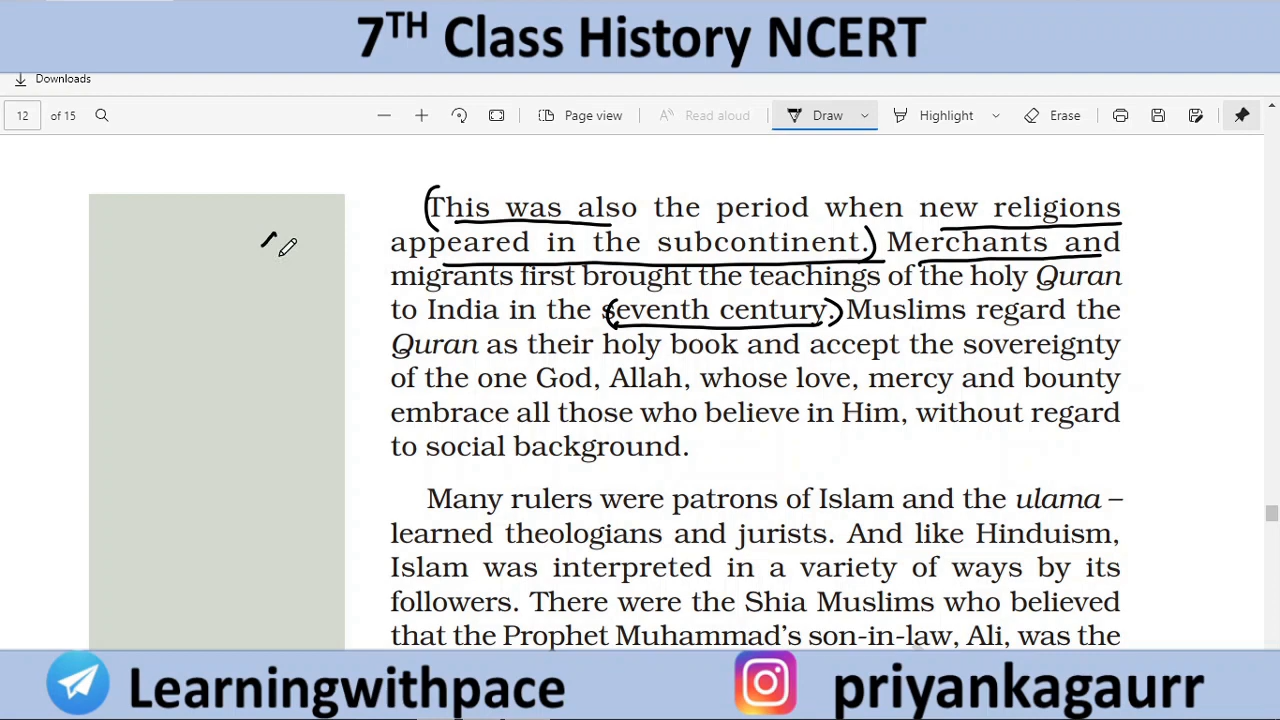 7TH Class History NCERT
Downloads
12 of 15 Page view Read aloud Draw Highlight Erase
This was also the period when new religions
appeared in the subcontinent. Merchants and
migrants first brought the teachings of the holy Quran
to India in the seventh century. Muslims regard the
Quran as their holy book and accept the sovereignty
of the one God, Allah, whose love, mercy and bounty
embrace all those who believe in Him, without regard
to social background.
Many rulers were patrons of Islam and the ulama –
learned theologians and jurists. And like Hinduism,
Islam was interpreted in a variety of ways by its
followers. There were the Shia Muslims who believed
that the Prophet Muhammad’s son-in-law, Ali, was the
Learningwithpace priyankagaurr